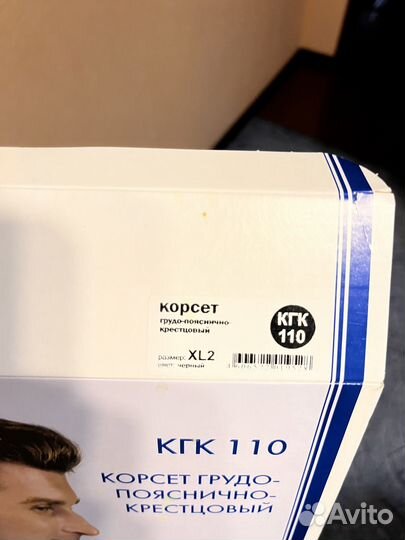 корсет
грудо-пояснично
крестцовый
КГК
110
размер: XL2
цвет: черный
КГК 110
КОРСЕТ ГРУДО-
ПОЯСНИЧНО-
КРЕСТЦОВЫЙ
Avito